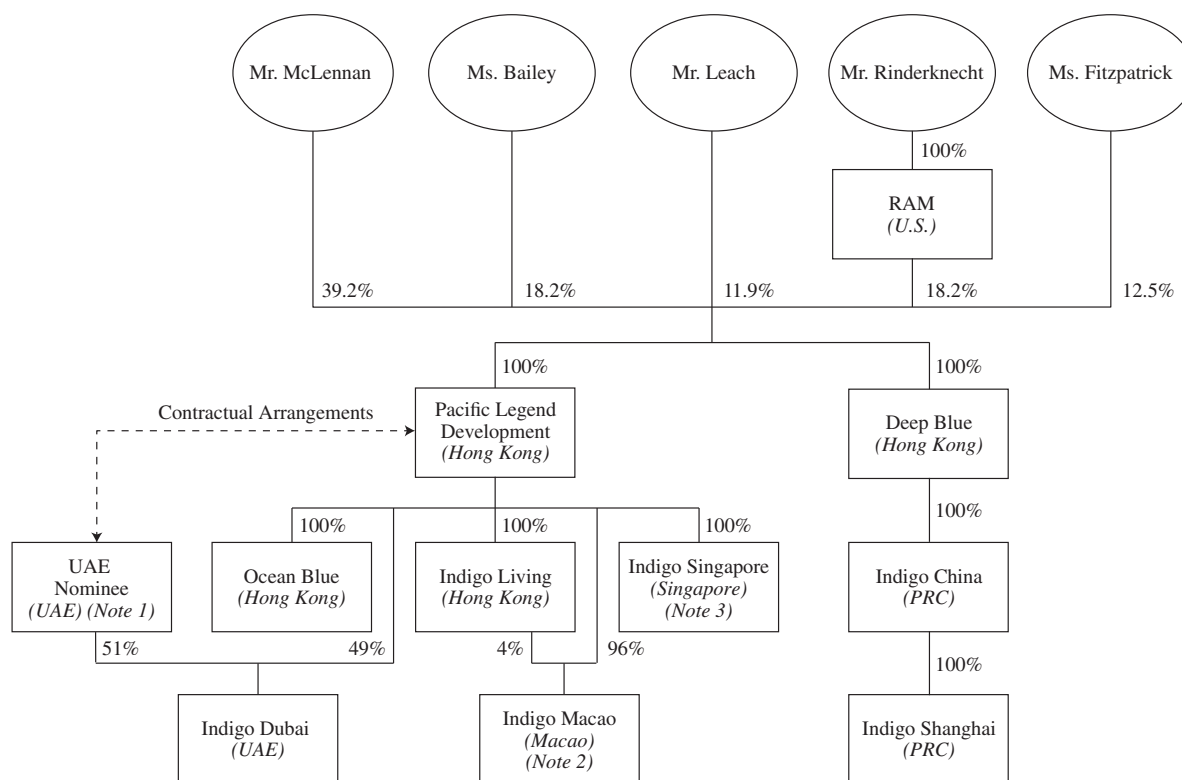 Mr. McLennan
Ms. Bailey
Mr. Leach
Mr. Rinderknecht
Ms. Fitzpatrick
100%
RAM
(U.S.)
39.2%
18.2%
11.9%
18.2%
12.5%
100%
100%
Contractual Arrangements
Pacific Legend
Development
(Hong Kong)
Deep Blue
(Hong Kong)
100%
100%
100%
100%
UAE
Nominee
(UAE) (Note 1)
Ocean Blue
(Hong Kong)
Indigo Living
(Hong Kong)
Indigo Singapore
(Singapore)
(Note 3)
Indigo China
(PRC)
51%
49%
4%
96%
100%
Indigo Dubai
(UAE)
Indigo Macao
(Macao)
(Note 2)
Indigo Shanghai
(PRC)